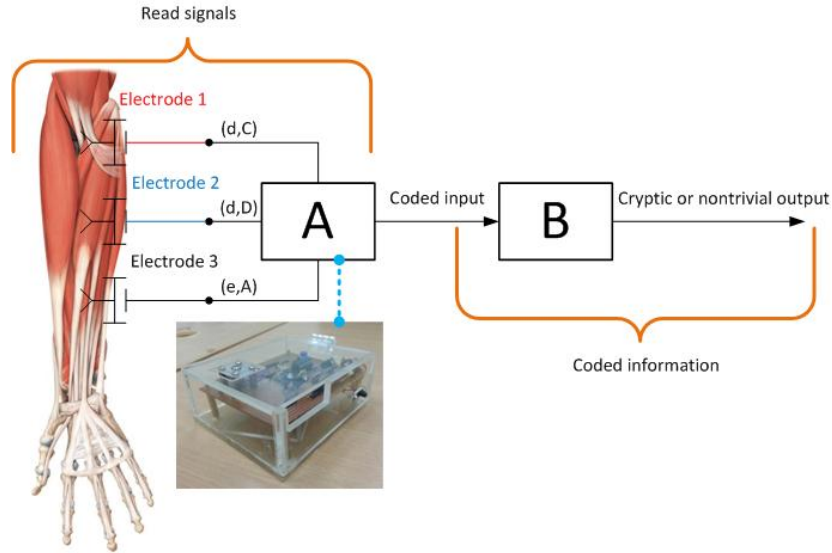 Read signals
Electrode 1
(d,C)
Electrode 2
(d,D)
Electrode 3
(e,A)
A
Coded input
B
Cryptic or nontrivial output
Coded information